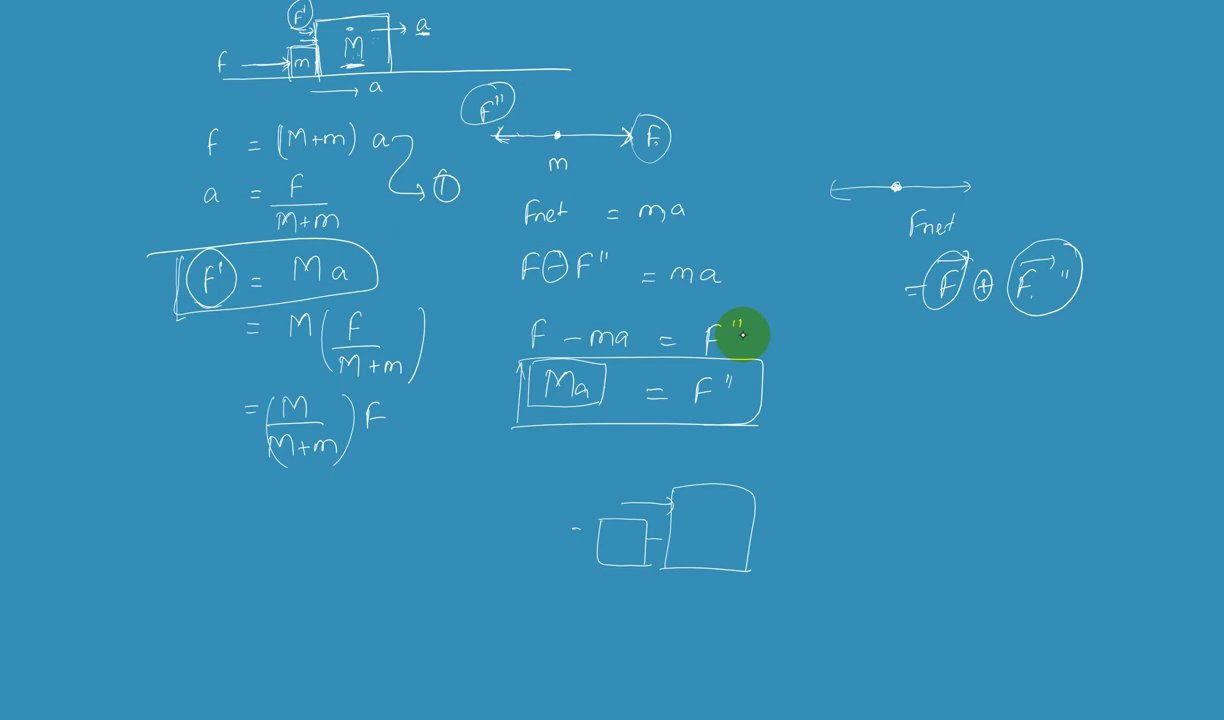 F'
M
a
F
m
a
F = (M+m) a
①
a = F / M+m
F' = Ma
= M ( F / M+m )
= ( M / M+m ) F
F"
F
m
Fnet = ma
F - F" = ma
F - ma = F"
Ma = F"
Fnet
= F + F"